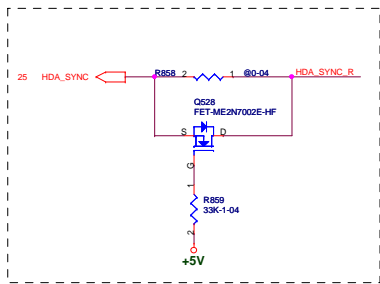 25 HDA_SYNC R858 2 1 @0-04 HDA_SYNC_R
Q528
FET-ME2N7002E-HF
S D
G
1
R859
33K-1-04
2
+5V